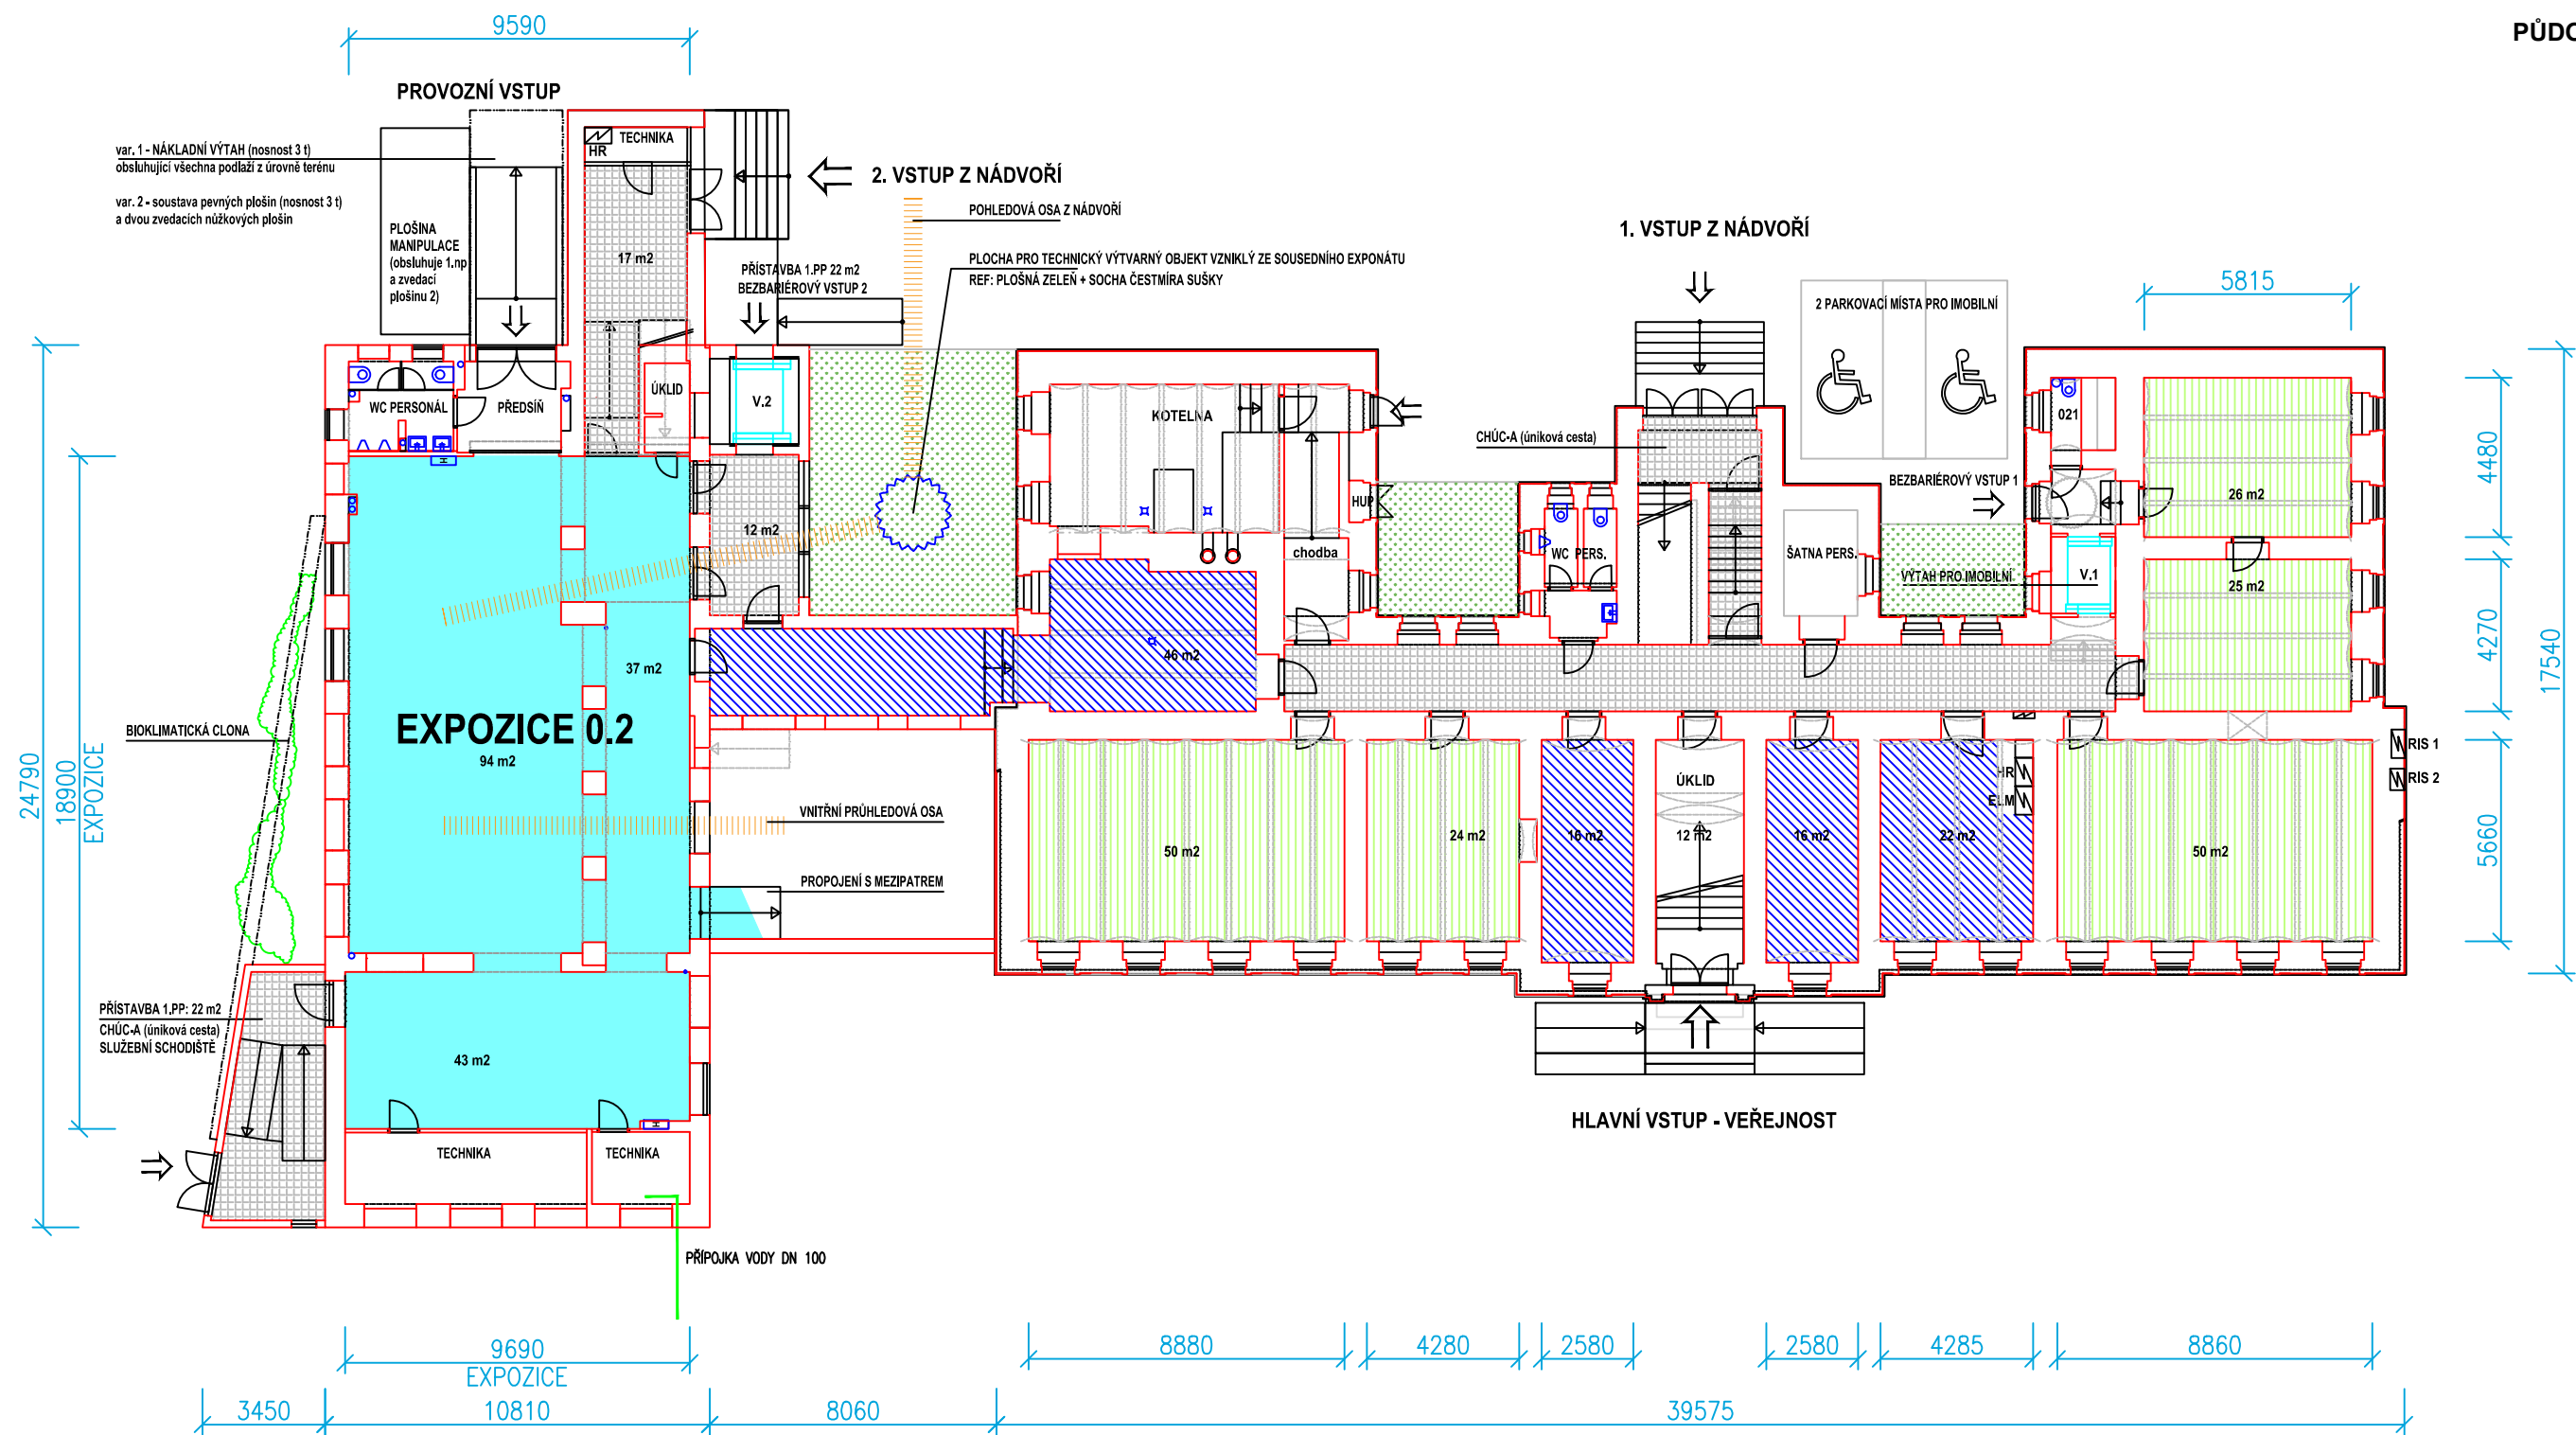 PŮDO
9590
PROVOZNÍ VSTUP
var. 1 - NÁKLADNÍ VÝTAH (nosnost 3 t)
obsluhující všechna podlaží z úrovně terénu
var. 2 - soustava pevných plošin (nosnost 3 t)
a dvou zvedacích nůžkových plošin
PLOŠINA
MANIPULACE
(obsluhuje 1.np
a zvedací
plošinu 2)
TECHNIKA
HR
17 m2
2. VSTUP Z NÁDVOŘÍ
POHLEDOVÁ OSA Z NÁDVOŘÍ
PLOCHA PRO TECHNICKÝ VÝTVARNÝ OBJEKT VZNIKLÝ ZE SOUSEDNÍHO EXPONÁTU
REF: PLOŠNÁ ZELEŇ + SOCHA ČESTMÍRA SUŠKY
PŘÍSTAVBA 1.PP 22 m2
BEZBARIÉROVÝ VSTUP 2
1. VSTUP Z NÁDVOŘÍ
2 PARKOVACÍ MÍSTA PRO IMOBILNÍ
5815
WC PERSONÁL
PŘEDSÍŇ
ÚKLID
V.2
KOTELNA
CHÚC-A (úniková cesta)
021
BEZBARIÉROVÝ VSTUP 1
26 m2
4480
12 m2
HUP
chodba
WC PERS.
ŠATNA PERS.
VÝTAH PRO IMOBILNÍ
V.1
25 m2
4270
17540
37 m2
46 m2
EXPOZICE 0.2
94 m2
BIOKLIMATICKÁ CLONA
24790
18900
EXPOZICE
VNITŘNÍ PRŮHLEDOVÁ OSA
PROPOJENÍ S MEZIPATREM
50 m2
24 m2
16 m2
ÚKLID
12 m2
16 m2
HR
ELM
22 m2
50 m2
RIS 1
RIS 2
5660
PŘÍSTAVBA 1.PP: 22 m2
CHÚC-A (úniková cesta)
SLUŽEBNÍ SCHODIŠTĚ
43 m2
HLAVNÍ VSTUP - VEŘEJNOST
TECHNIKA
TECHNIKA
PŘÍPOJKA VODY DN 100
9690
EXPOZICE
8880
4280
2580
2580
4285
8860
3450
10810
8060
39575